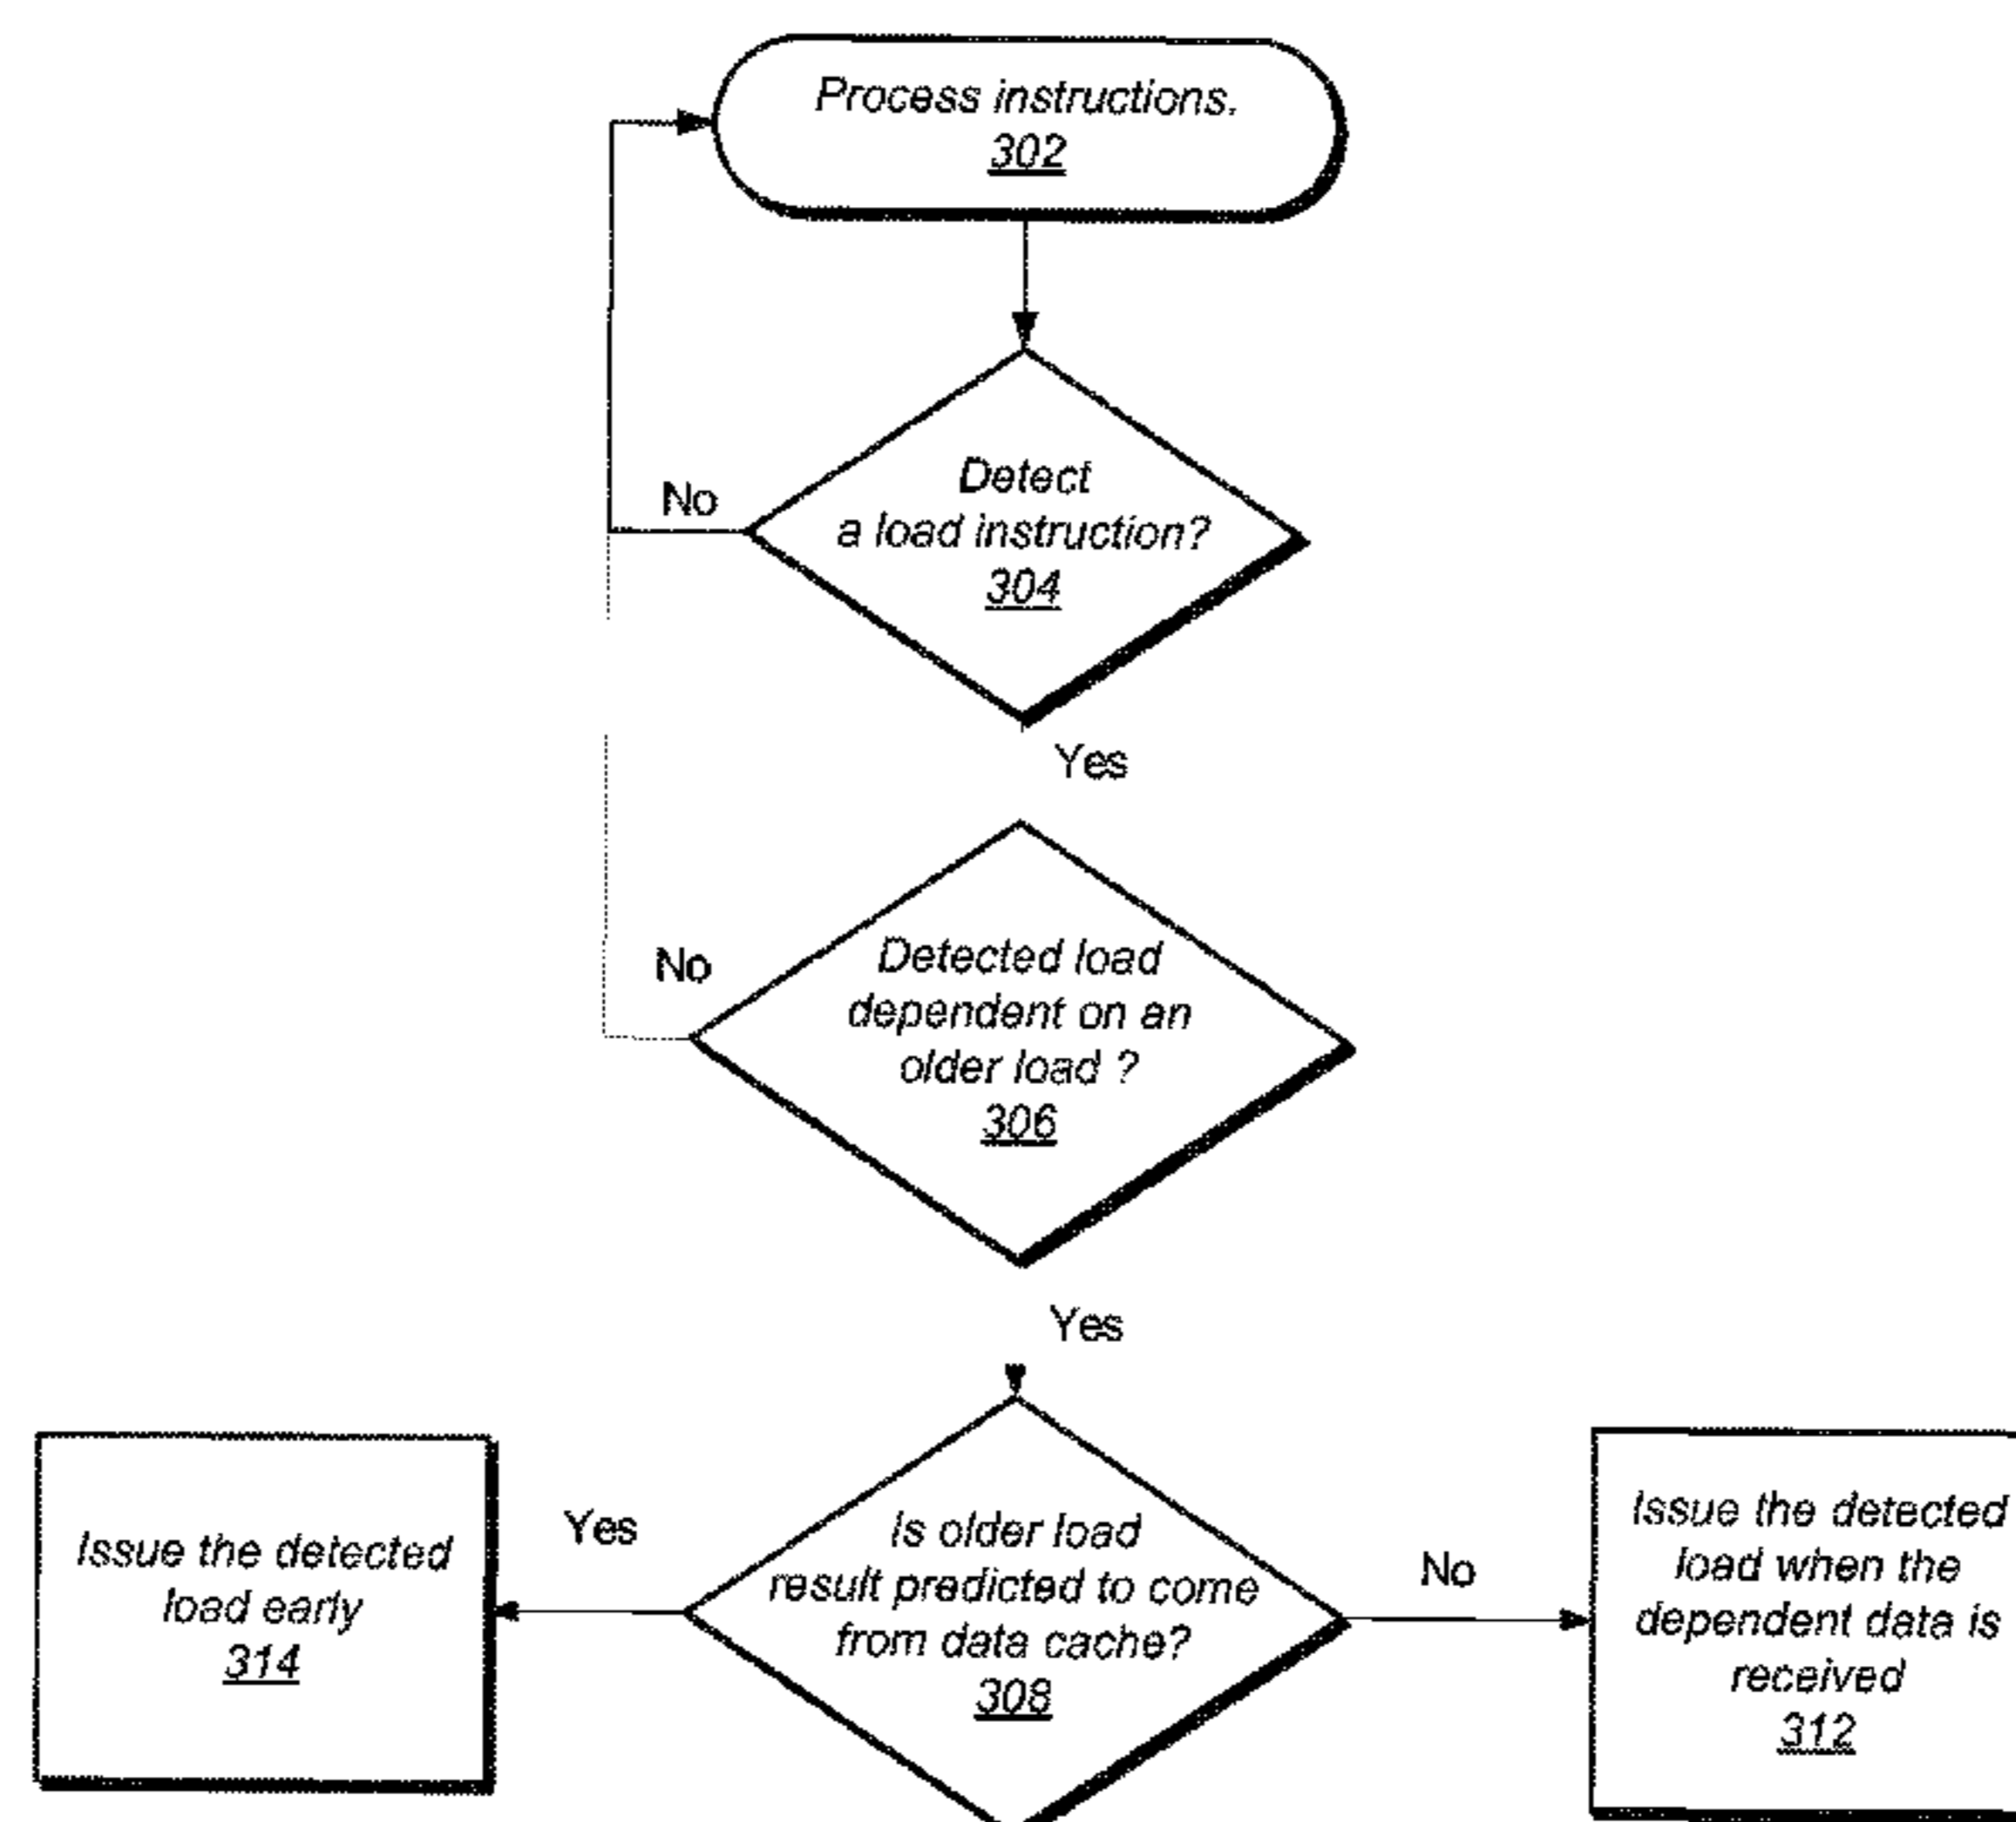 Process instructions.
302
Detect
a load instruction?
304
No
Yes
Detected load
dependent on an
older load ?
306
No
Yes
Issue the detected
load early
314
Yes
Is older load
result predicted to come
from data cache?
308
No
Issue the detected
load when the
dependent data is
received
312